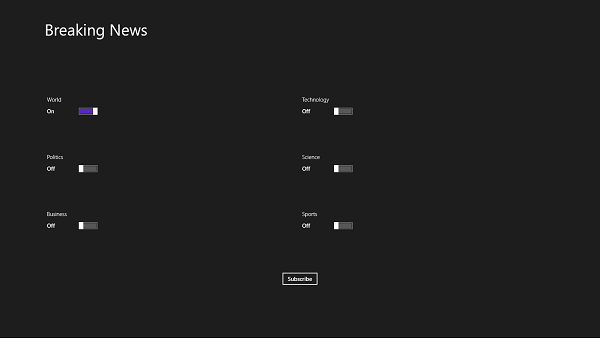 Breaking News
World
Technology
On
Off
Politics
Science
Off
Off
Business
Sports
Off
Off
Subscribe